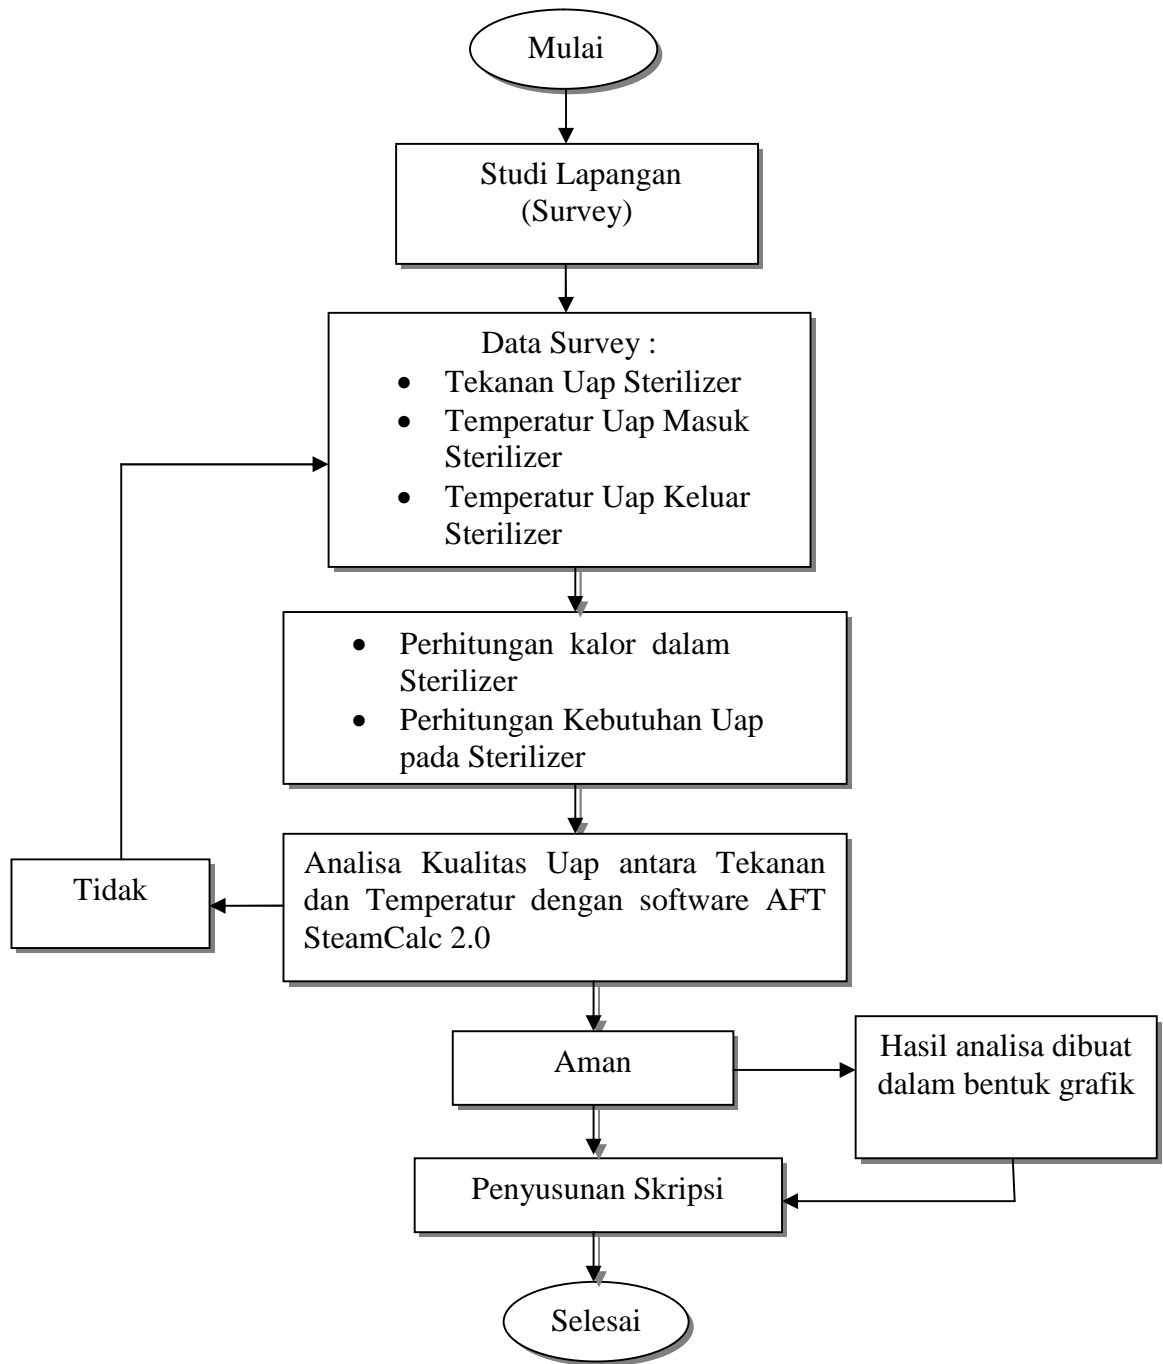 Mulai
Studi Lapangan
(Survey)
Data Survey :
• Tekanan Uap Sterilizer
• Temperatur Uap Masuk
Sterilizer
• Temperatur Uap Keluar
Sterilizer
• Perhitungan kalor dalam
Sterilizer
• Perhitungan Kebutuhan Uap
pada Sterilizer
Analisa Kualitas Uap antara Tekanan
dan Temperatur dengan software AFT
SteamCalc 2.0
Tidak
Aman
Hasil analisa dibuat
dalam bentuk grafik
Penyusunan Skripsi
Selesai